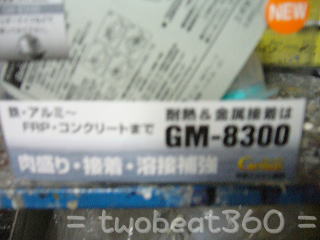 NEW
鉄・アルミ〜
FRP・コンクリートまで
耐熱&金属接着は
GM-8300
肉盛り・接着・溶接補強
= twobeat360 =